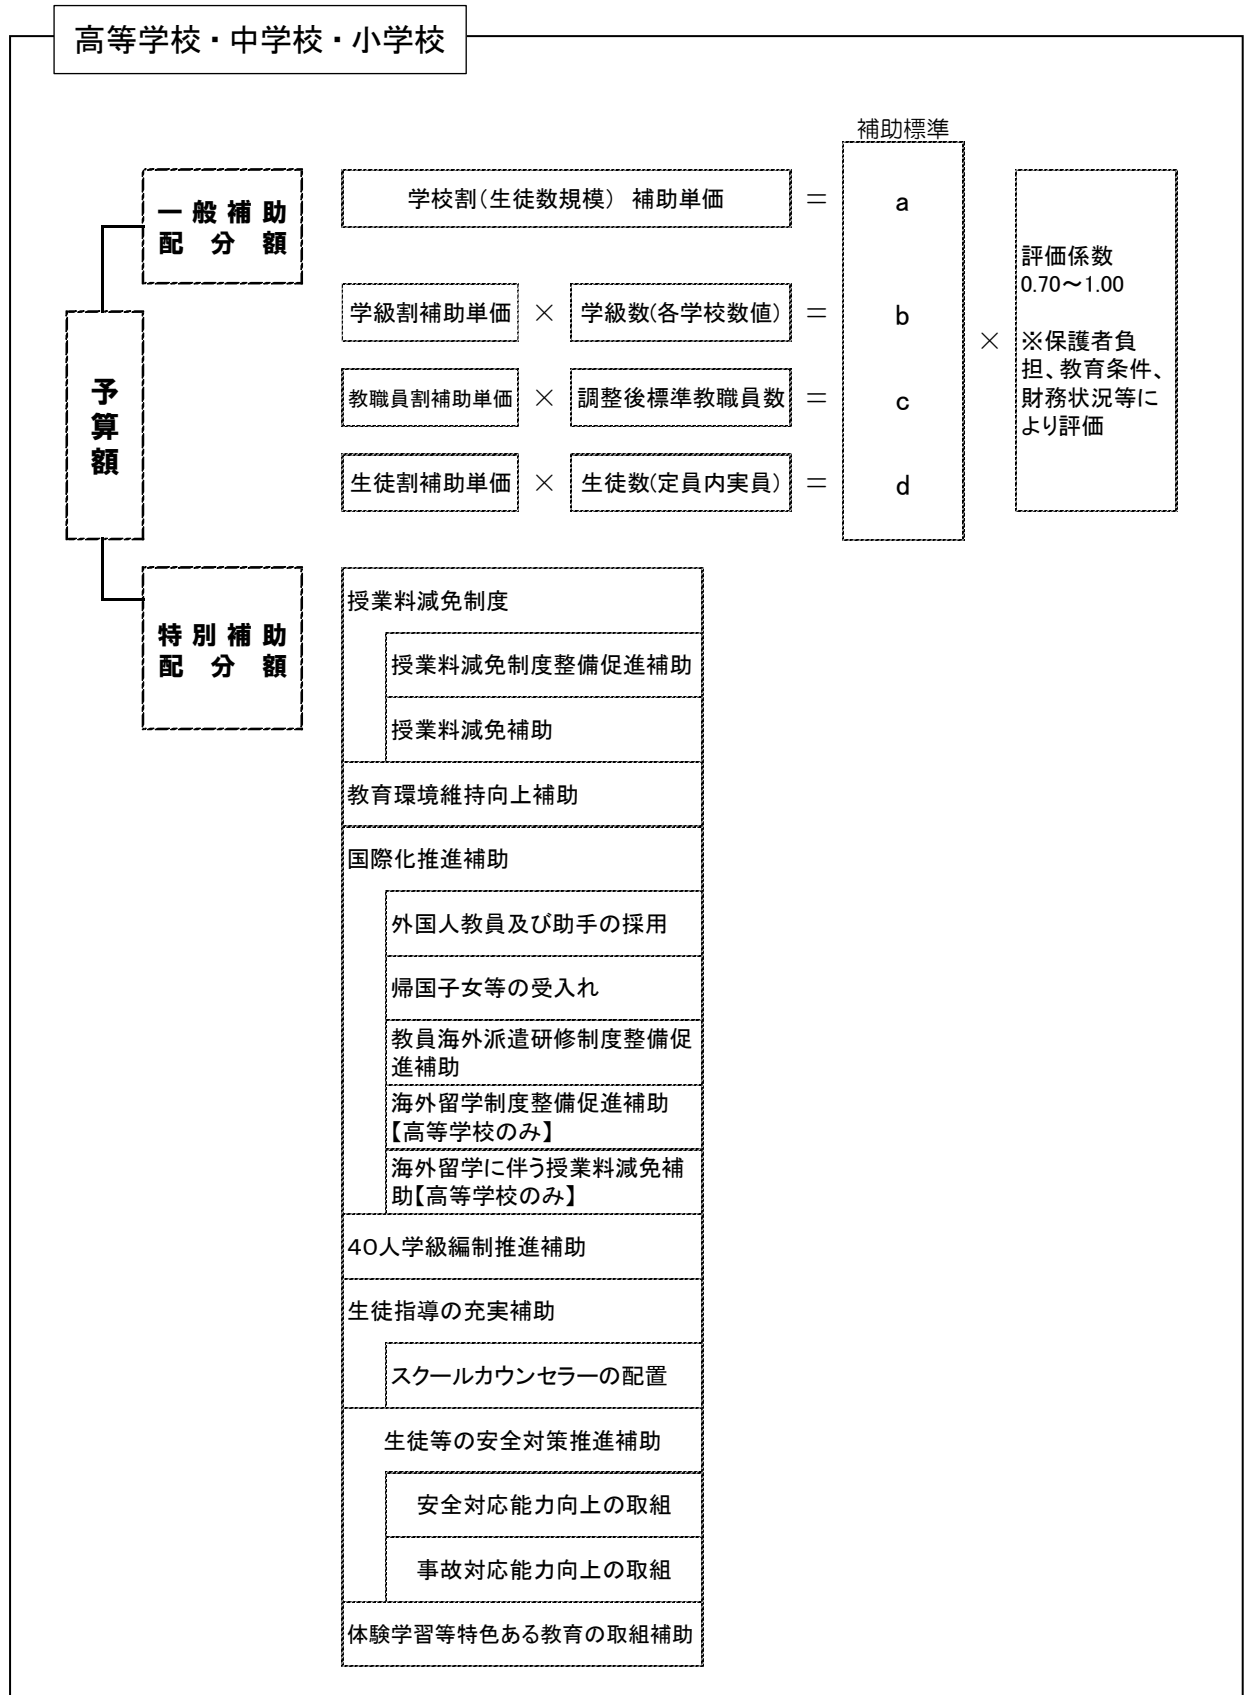 高等学校・中学校・小学校
補助標準
一般補助
配分額
学校割(生徒数規模) 補助単価
＝
a
評価係数
0.70～1.00
※保護者負
担、教育条件、
財務状況等に
より評価
学級割補助単価
×
学級数(各学校数値)
＝
b
×
予算額
教職員割補助単価
×
調整後標準教職員数
＝
c
生徒割補助単価
×
生徒数(定員内実員)
＝
d
特別補助
配分額
授業料減免制度
授業料減免制度整備促進補助
授業料減免補助
教育環境維持向上補助
国際化推進補助
外国人教員及び助手の採用
帰国子女等の受入れ
教員海外派遣研修制度整備促
進補助
海外留学制度整備促進補助
【高等学校のみ】
海外留学に伴う授業料減免補
助【高等学校のみ】
40人学級編制推進補助
生徒指導の充実補助
スクールカウンセラーの配置
生徒等の安全対策推進補助
安全対応能力向上の取組
事故対応能力向上の取組
体験学習等特色ある教育の取組補助